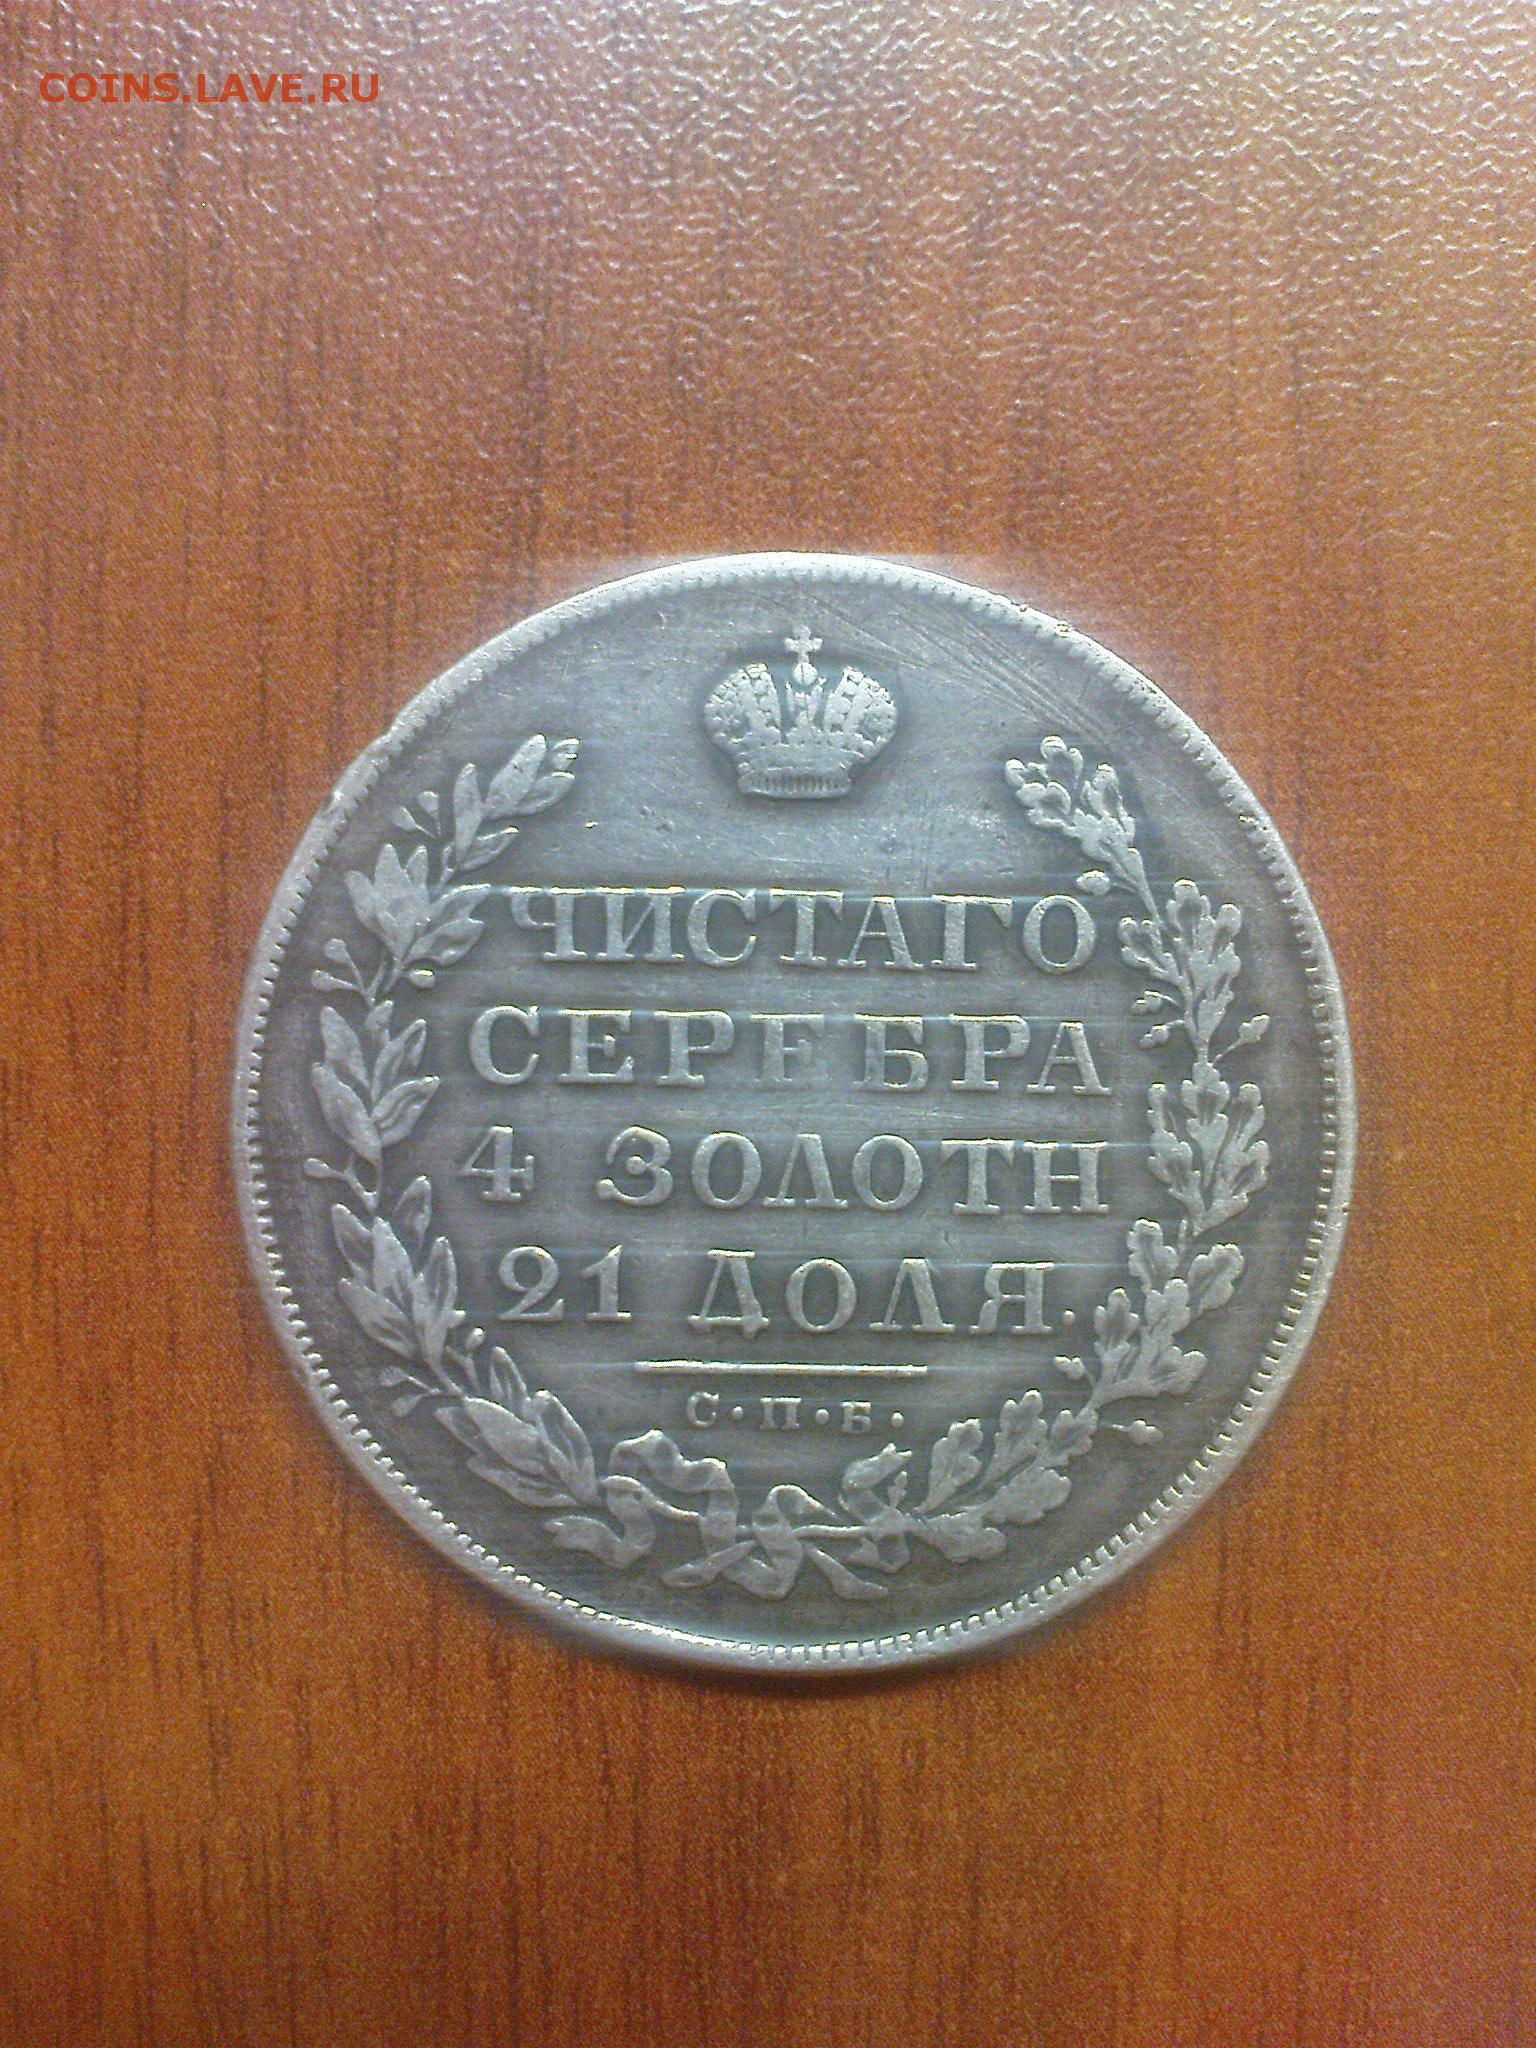 COINS.LAVE.RU
ЧИСТАГО
СЕРЕБРА
4 ЗОЛОТН
21 ДОЛЯ.
С·П·Б·